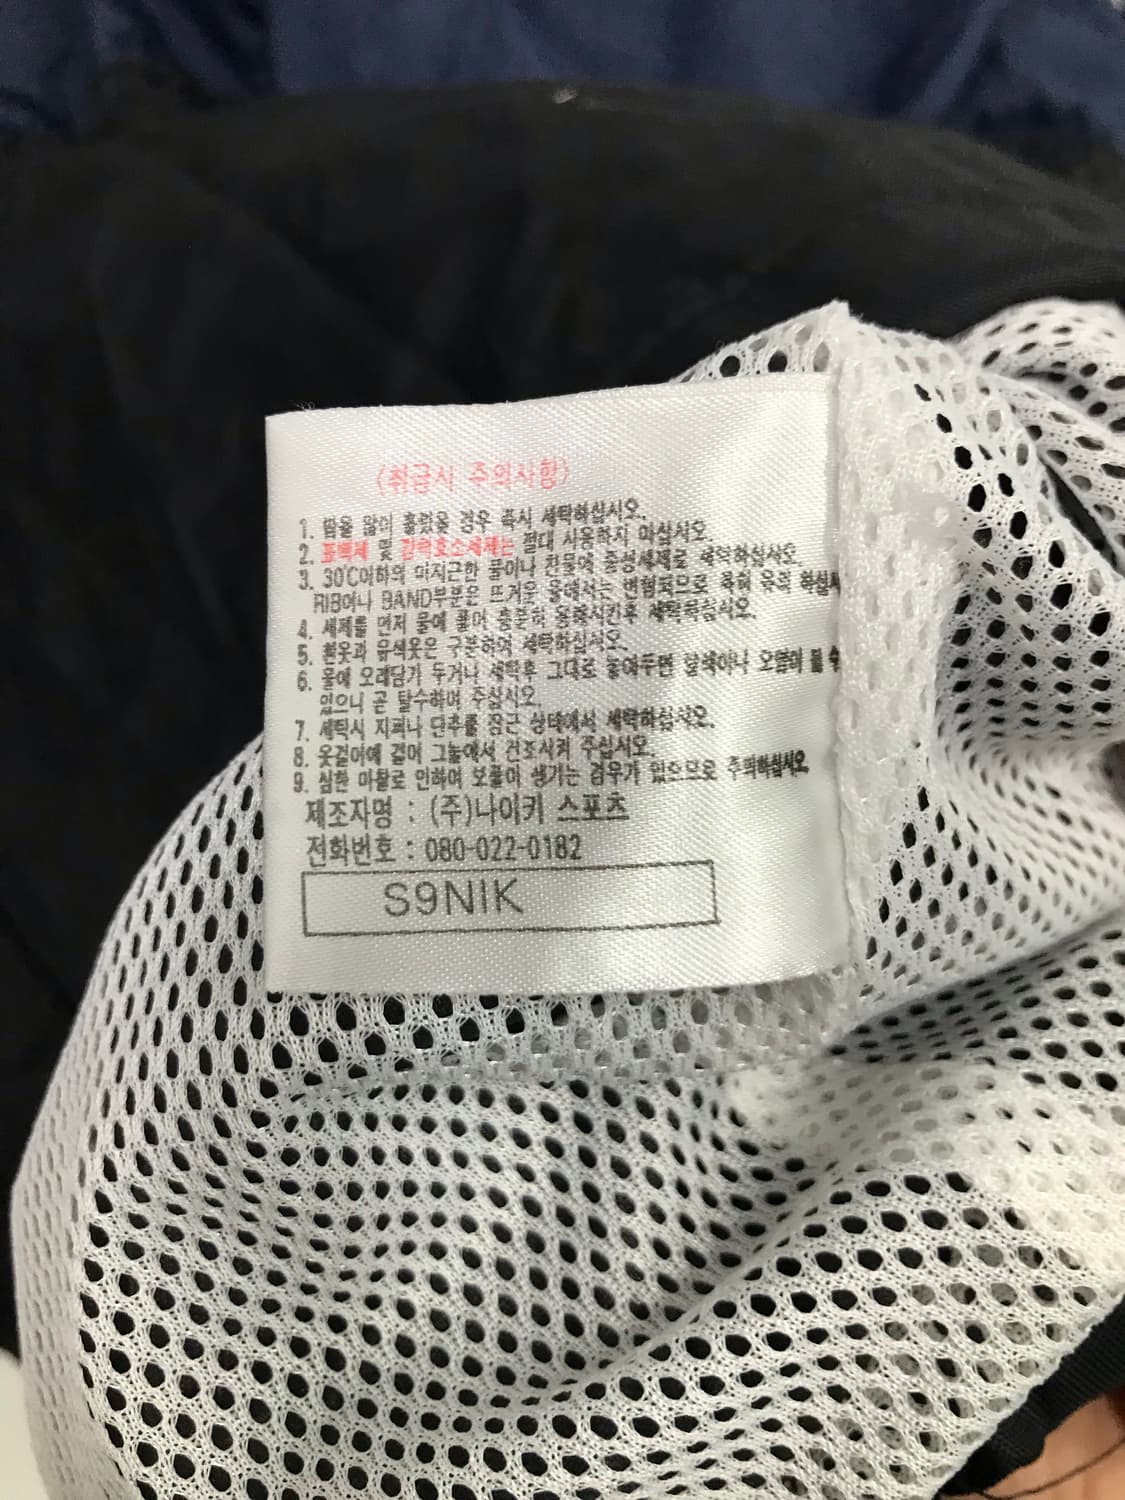 (취급시 주의사항)
1. 땀을 많이 흘렸을 경우 즉시 세탁하십시오.
2. 표백제 및 강력효소세제는 절대 사용하지 마십시오.
3. 30℃이하의 미지근한 물이나 찬물에 중성세제로 세탁하십시오.
RIB이나 BAND부분은 뜨거운 물에서는 변형되므로 특히 유의 하십시
4. 세제를 먼저 물에 풀어 충분히 용해시킨후 세탁하십시오.
5. 흰옷과 유색옷은 구분하여 세탁하십시오.
6. 물에 오래담가 두거나 세탁후 그대로 놓여두면 탈색이나 오염이 될 수
있으니 곧 탈수하여 주십시오.
7. 세탁시 지퍼나 단추를 잠근 상태에서 세탁하십시오.
8. 옷걸이에 걸어 그늘에서 건조시켜 주십시오.
9. 심한 마찰로 인하여 보풀이 생기는 경우가 있으므로 주의하십시오.
제조자명 : (주)나이키 스포츠
전화번호 : 080-022-0182
S9NIK